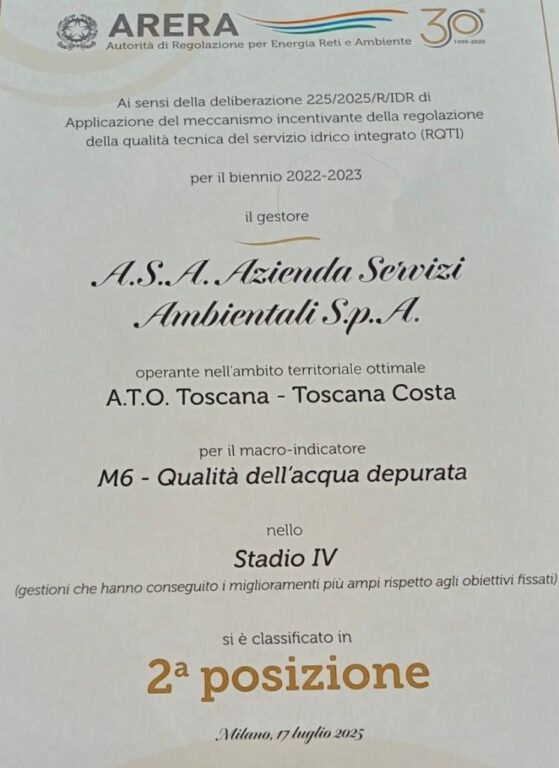 ARERA
Autorità di Regolazione per Energia Reti e Ambiente
30
1995-2025
Ai sensi della deliberazione 225/2025/R/IDR di
Applicazione del meccanismo incentivante della regolazione
della qualità tecnica del servizio idrico integrato (RQTI)
per il biennio 2022-2023
il gestore
A.S.A. Azienda Servizi
Ambientali S.p.A.
operante nell'ambito territoriale ottimale
A.T.O. Toscana - Toscana Costa
per il macro-indicatore
M6 - Qualità dell'acqua depurata
nello
Stadio IV
(gestioni che hanno conseguito i miglioramenti più ampi rispetto agli obiettivi fissati)
si è classificato in
2ª posizione
Milano, 17 luglio 2025